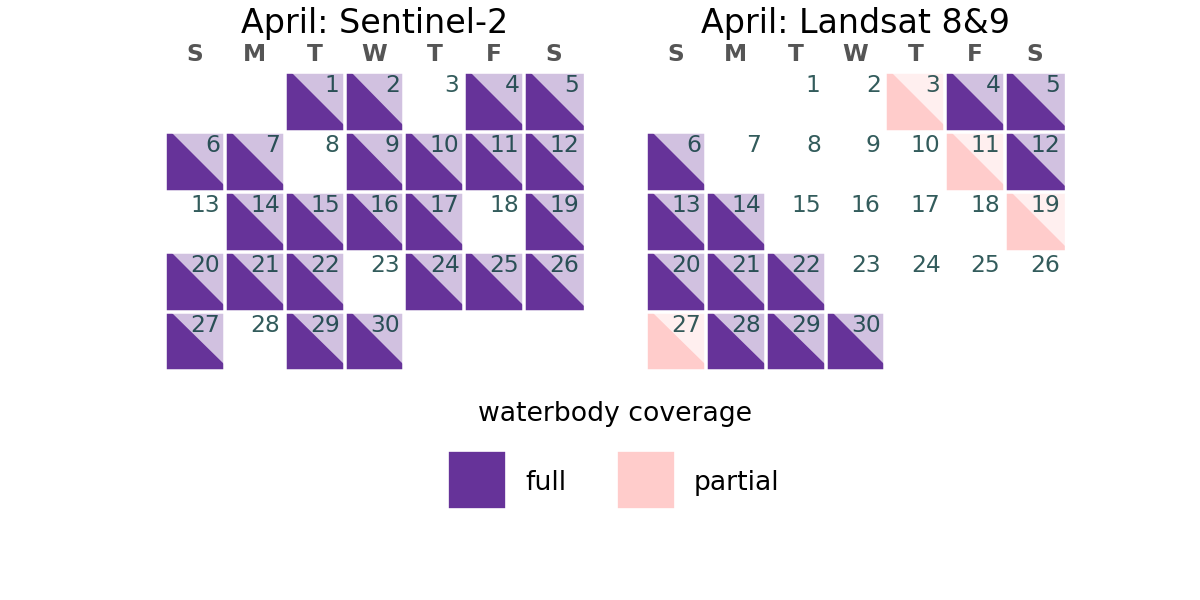 April: Sentinel-2
S M T W T F S
1 2 3 4 5
6 7 8 9 10 11 12
13 14 15 16 17 18 19
20 21 22 23 24 25 26
27 28 29 30
April: Landsat 8&9
S M T W T F S
1 2 3 4 5
6 7 8 9 10 11 12
13 14 15 16 17 18 19
20 21 22 23 24 25 26
27 28 29 30
waterbody coverage
full
partial